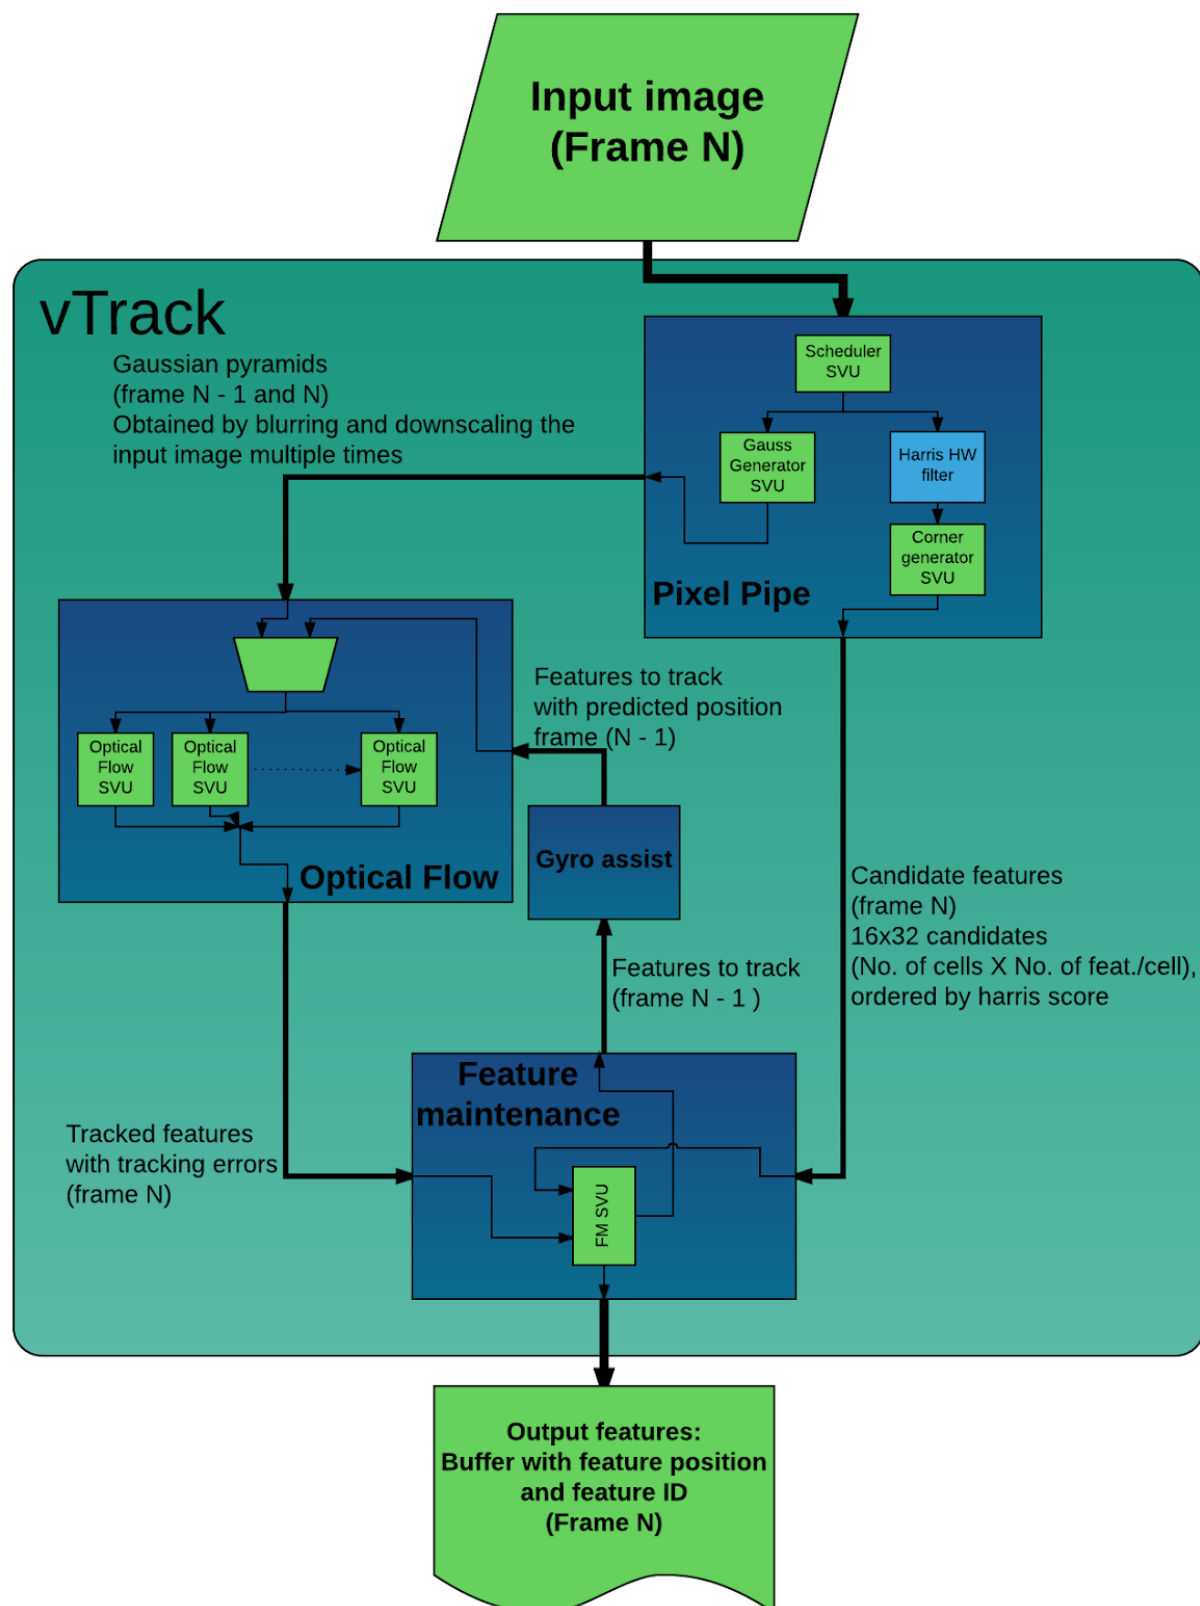 Input image
(Frame N)
vTrack
Gaussian pyramids
(frame N - 1 and N)
Obtained by blurring and downscaling the
input image multiple times
Scheduler
SVU
Gauss
Generator
SVU
Harris HW
filter
Corner
generator
SVU
Pixel Pipe
Features to track
with predicted position
frame (N - 1)
Optical
Flow
SVU
Optical
Flow
SVU
Optical
Flow
SVU
Optical Flow
Gyro assist
Candidate features
(frame N)
16x32 candidates
(No. of cells X No. of feat./cell),
ordered by harris score
Features to track
(frame N - 1 )
Feature
maintenance
Tracked features
with tracking errors
(frame N)
FM SVU
Output features:
Buffer with feature position
and feature ID
(Frame N)